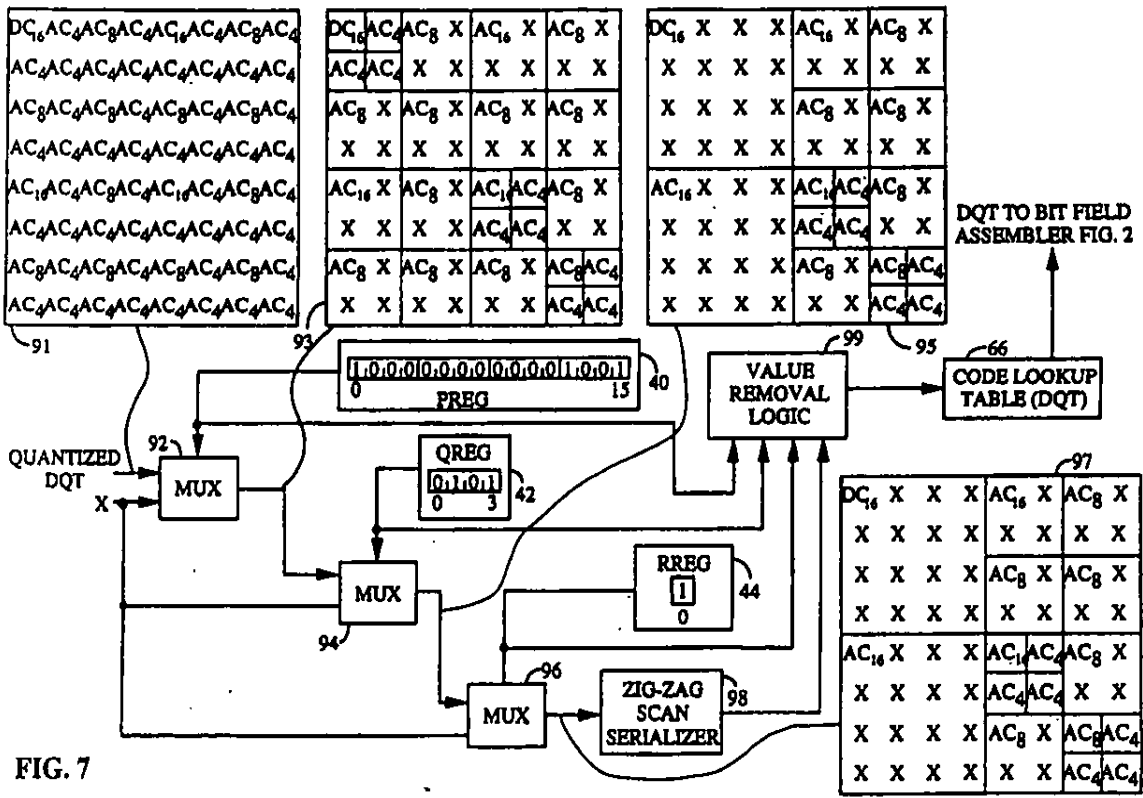 DC₁₆AC₄AC₈AC₄AC₁₆AC₄AC₈AC₄
AC₄AC₄AC₄AC₄AC₄AC₄AC₄AC₄
AC₈AC₄AC₈AC₄AC₈AC₄AC₈AC₄
AC₄AC₄AC₄AC₄AC₄AC₄AC₄AC₄
AC₁₆AC₄AC₈AC₄AC₁₆AC₄AC₈AC₄
AC₄AC₄AC₄AC₄AC₄AC₄AC₄AC₄
AC₈AC₄AC₈AC₄AC₈AC₄AC₈AC₄
AC₄AC₄AC₄AC₄AC₄AC₄AC₄AC₄
91
DC₁₆ AC₄ AC₈ X AC₁₆ X AC₈ X
AC₄ AC₄ X X X X X X
AC₈ X AC₈ X AC₈ X AC₈ X
X X X X X X X X
AC₁₆ X AC₈ X AC₁₆ AC₄ AC₈ X
X X X X AC₄ AC₄ X X
AC₈ X AC₈ X AC₈ X AC₈ AC₄
X X X X X X AC₄ AC₄
93
DC₁₆ X X X AC₁₆ X AC₈ X
X X X X X X X X
X X X X AC₈ X AC₈ X
X X X X X X X X
AC₁₆ X X X AC₁₆ AC₄ AC₈ X
X X X X AC₄ AC₄ X X
X X X X AC₈ X AC₈ AC₄
X X X X X X AC₄ AC₄
95
DQT TO BIT FIELD
ASSEMBLER FIG. 2
1 0 0 0 0 0 0 0 0 0 0 0 1 0 0 1
0 15
PREG
40
99
VALUE
REMOVAL
LOGIC
66
CODE LOOKUP
TABLE (DQT)
92
QUANTIZED
DQT
MUX
X
QREG
0 1 0 1
0 3
42
MUX
94
RREG
1
0
44
96
MUX
ZIG-ZAG
SCAN
SERIALIZER
98
97
DC₁₆ X X X AC₁₆ X AC₈ X
X X X X X X X X
X X X X AC₈ X AC₈ X
X X X X X X X X
AC₁₆ X X X AC₁₆ AC₄ AC₈ X
X X X X AC₄ AC₄ X X
X X X X AC₈ X AC₈ AC₄
X X X X X X AC₄ AC₄
FIG. 7